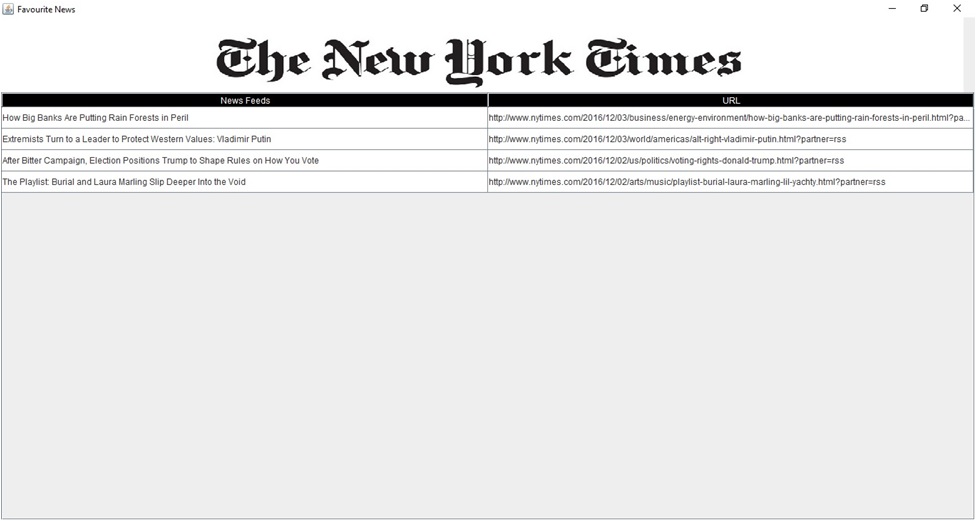 Favourite News
The New York Times
News Feeds URL
How Big Banks Are Putting Rain Forests in Peril http://www.nytimes.com/2016/12/03/business/energy-environment/how-big-banks-are-putting-rain-forests-in-peril.html?pa...
Extremists Turn to a Leader to Protect Western Values: Vladimir Putin http://www.nytimes.com/2016/12/03/world/americas/alt-right-vladimir-putin.html?partner=rss
After Bitter Campaign, Election Positions Trump to Shape Rules on How You Vote http://www.nytimes.com/2016/12/02/us/politics/voting-rights-donald-trump.html?partner=rss
The Playlist: Burial and Laura Marling Slip Deeper Into the Void http://www.nytimes.com/2016/12/02/arts/music/playlist-burial-laura-marling-lil-yachty.html?partner=rss